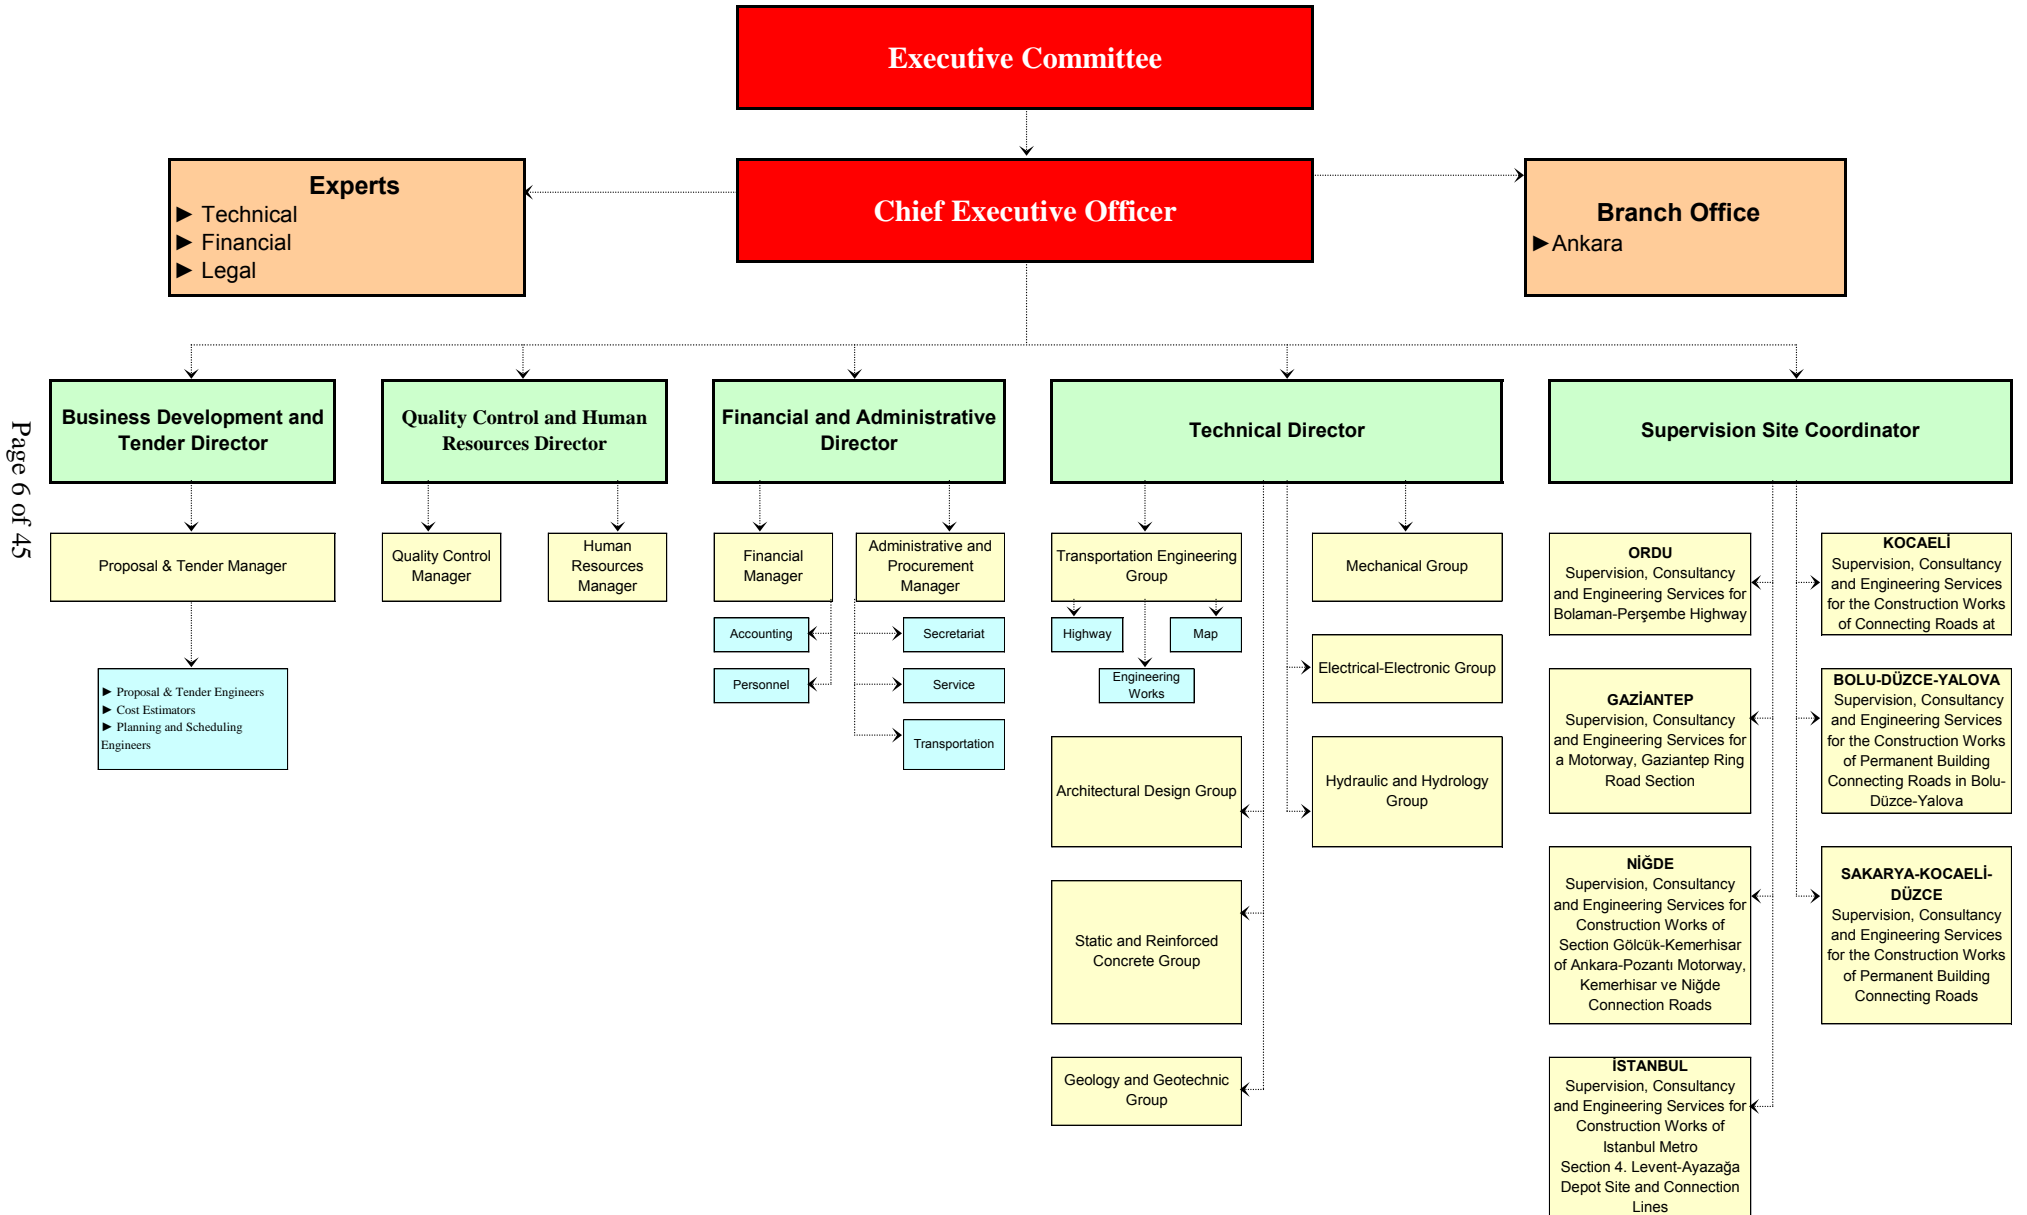 Executive Committee
Experts
► Technical
► Financial
► Legal
Chief Executive Officer
Branch Office
►Ankara
Page 6 of 45
Business Development and
Tender Director
Quality Control and Human
Resources Director
Financial and Administrative
Director
Technical Director
Supervision Site Coordinator
Proposal & Tender Manager
► Proposal & Tender Engineers
► Cost Estimators
► Planning and Scheduling
Engineers
Quality Control
Manager
Human
Resources
Manager
Financial
Manager
Accounting
Personnel
Administrative and
Procurement
Manager
Secretariat
Service
Transportation
Transportation Engineering
Group
Highway
Map
Engineering
Works
Mechanical Group
Electrical-Electronic Group
Architectural Design Group
Hydraulic and Hydrology
Group
Static and Reinforced
Concrete Group
Geology and Geotechnic
Group
ORDU
Supervision, Consultancy
and Engineering Services for
Bolaman-Perşembe Highway
KOCAELİ
Supervision, Consultancy
and Engineering Services
for the Construction Works
of Connecting Roads at
GAZİANTEP
Supervision, Consultancy
and Engineering Services for
a Motorway, Gaziantep Ring
Road Section
BOLU-DÜZCE-YALOVA
Supervision, Consultancy
and Engineering Services
for the Construction Works
of Permanent Building
Connecting Roads in Bolu-
Düzce-Yalova
NİĞDE
Supervision, Consultancy
and Engineering Services for
Construction Works of
Section Gölcük-Kemerhisar
of Ankara-Pozantı Motorway,
Kemerhisar ve Niğde
Connection Roads
SAKARYA-KOCAELİ-
DÜZCE
Supervision, Consultancy
and Engineering Services
for the Construction Works
of Permanent Building
Connecting Roads
İSTANBUL
Supervision, Consultancy
and Engineering Services for
Construction Works of
Istanbul Metro
Section 4. Levent-Ayazağa
Depot Site and Connection
Lines